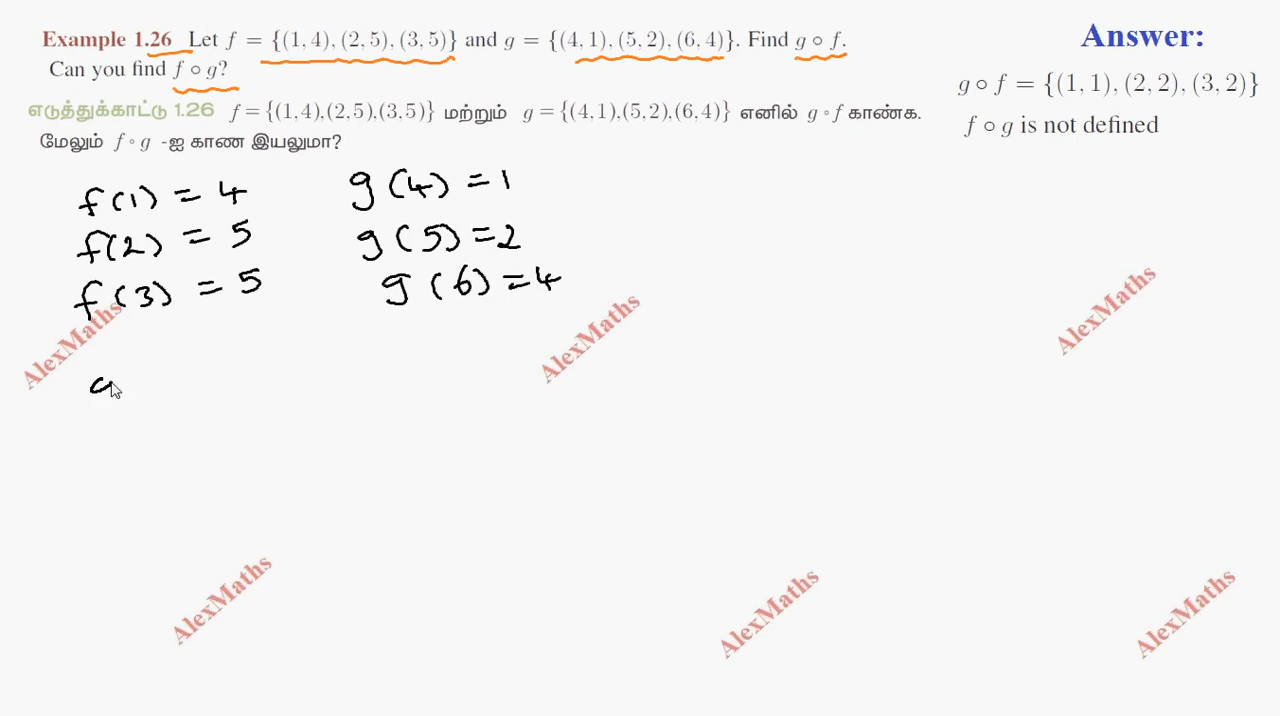 Example 1.26 Let f = {(1, 4), (2, 5), (3, 5)} and g = {(4, 1), (5, 2), (6, 4)}. Find g ∘ f.
Can you find f ∘ g?
எடுத்துக்காட்டு 1.26 f = {(1,4),(2,5),(3,5)} மற்றும் g = {(4,1),(5,2),(6,4)} எனில் g ∘ f காண்க.
மேலும் f ∘ g -ஐ காண இயலுமா?
Answer:
g ∘ f = {(1, 1), (2, 2), (3, 2)}
f ∘ g is not defined
f(1) = 4 g(4) = 1
f(2) = 5 g(5) = 2
f(3) = 5 g(6) = 4
AlexMaths
AlexMaths
AlexMaths
AlexMaths
AlexMaths
AlexMaths